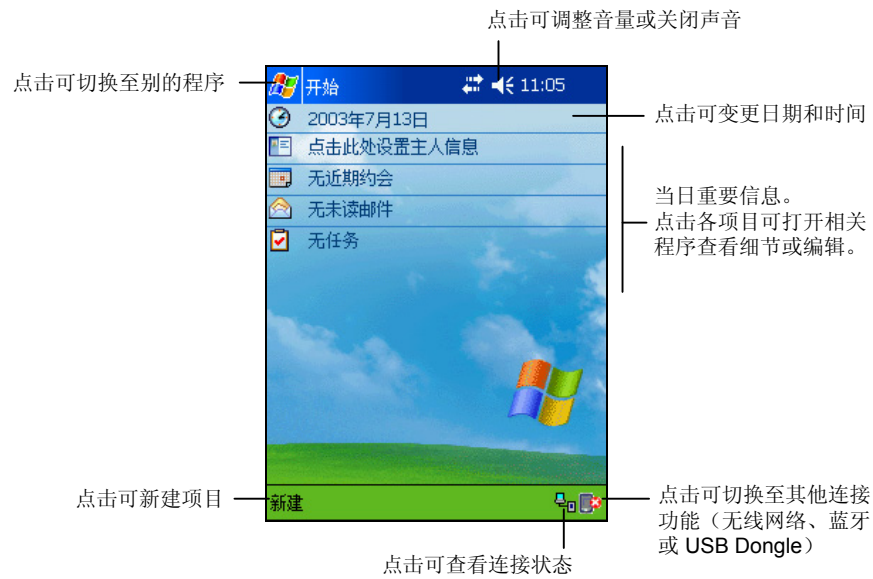 点击可调整音量或关闭声音
点击可切换至别的程序
开始
11:05
2003年7月13日
点击可变更日期和时间
点击此处设置主人信息
无近期约会
无未读邮件
无任务
当日重要信息。
点击各项目可打开相关
程序查看细节或编辑。
点击可新建项目
新建
点击可切换至其他连接
功能（无线网络、蓝牙
或 USB Dongle）
点击可查看连接状态